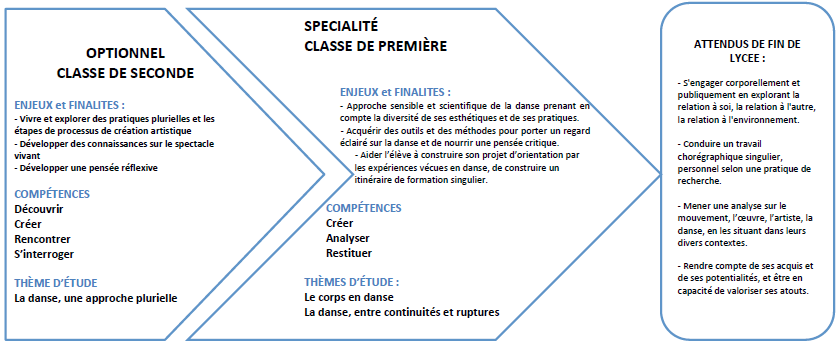 OPTIONNEL
CLASSE DE SECONDE
ENJEUX et FINALITES :
- Vivre et explorer des pratiques plurielles et les
étapes de processus de création artistique
- Développer des connaissances sur le spectacle
vivant
- Développer une pensée réflexive
COMPÉTENCES
Découvrir
Créer
Rencontrer
S'interroger
THÈME D'ÉTUDE
La danse, une approche plurielle
SPECIALITÉ
CLASSE DE PREMIÈRE
ENJEUX et FINALITES :
- Approche sensible et scientifique de la danse prenant en
compte la diversité de ses esthétiques et de ses pratiques.
- Acquérir des outils et des méthodes pour porter un regard
éclairé sur la danse et de nourrir une pensée critique.
- Aider l'élève à construire son projet d'orientation par
les expériences vécues en danse, de construire un
itinéraire de formation singulier.
COMPÉTENCES
Créer
Analyser
Restituer
THÈMES D'ÉTUDE :
Le corps en danse
La danse, entre continuités et ruptures
ATTENDUS DE FIN DE
LYCEE :
- S'engager corporellement et
publiquement en explorant la
relation à soi, la relation à l'autre,
la relation à l'environnement.
- Conduire un travail
chorégraphique singulier,
personnel selon une pratique de
recherche.
- Mener une analyse sur le
mouvement, l'œuvre, l'artiste, la
danse, en les situant dans leurs
divers contextes.
- Rendre compte de ses acquis et
de ses potentialités, et être en
capacité de valoriser ses atouts.